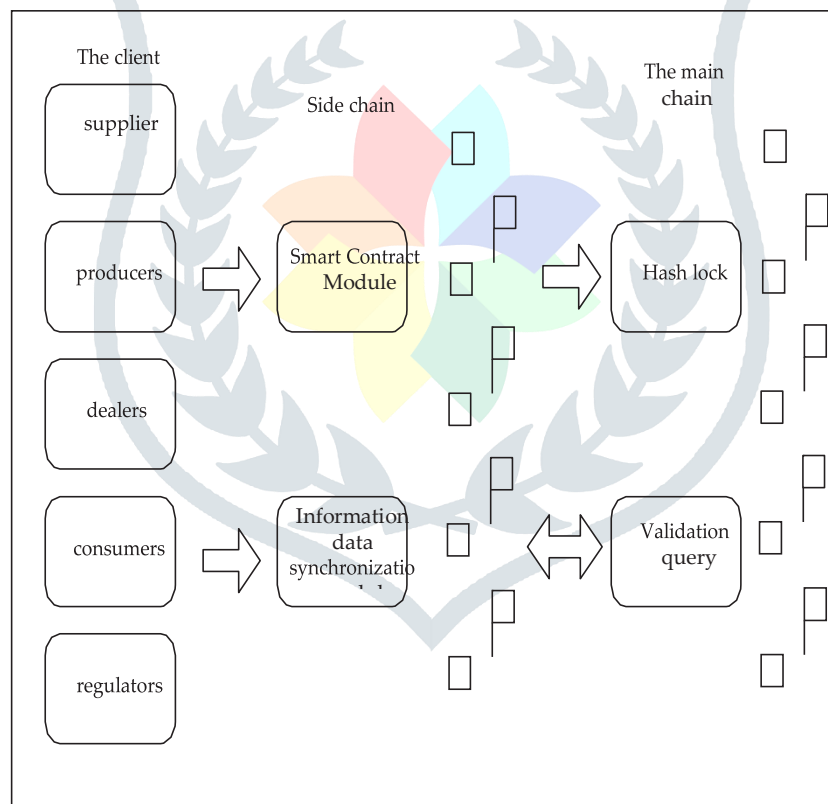 The client
supplier
producers
dealers
consumers
regulators
Side chain
Smart Contract
Module
Information
data
synchronizatio
The main
chain
Hash lock
Validation
query